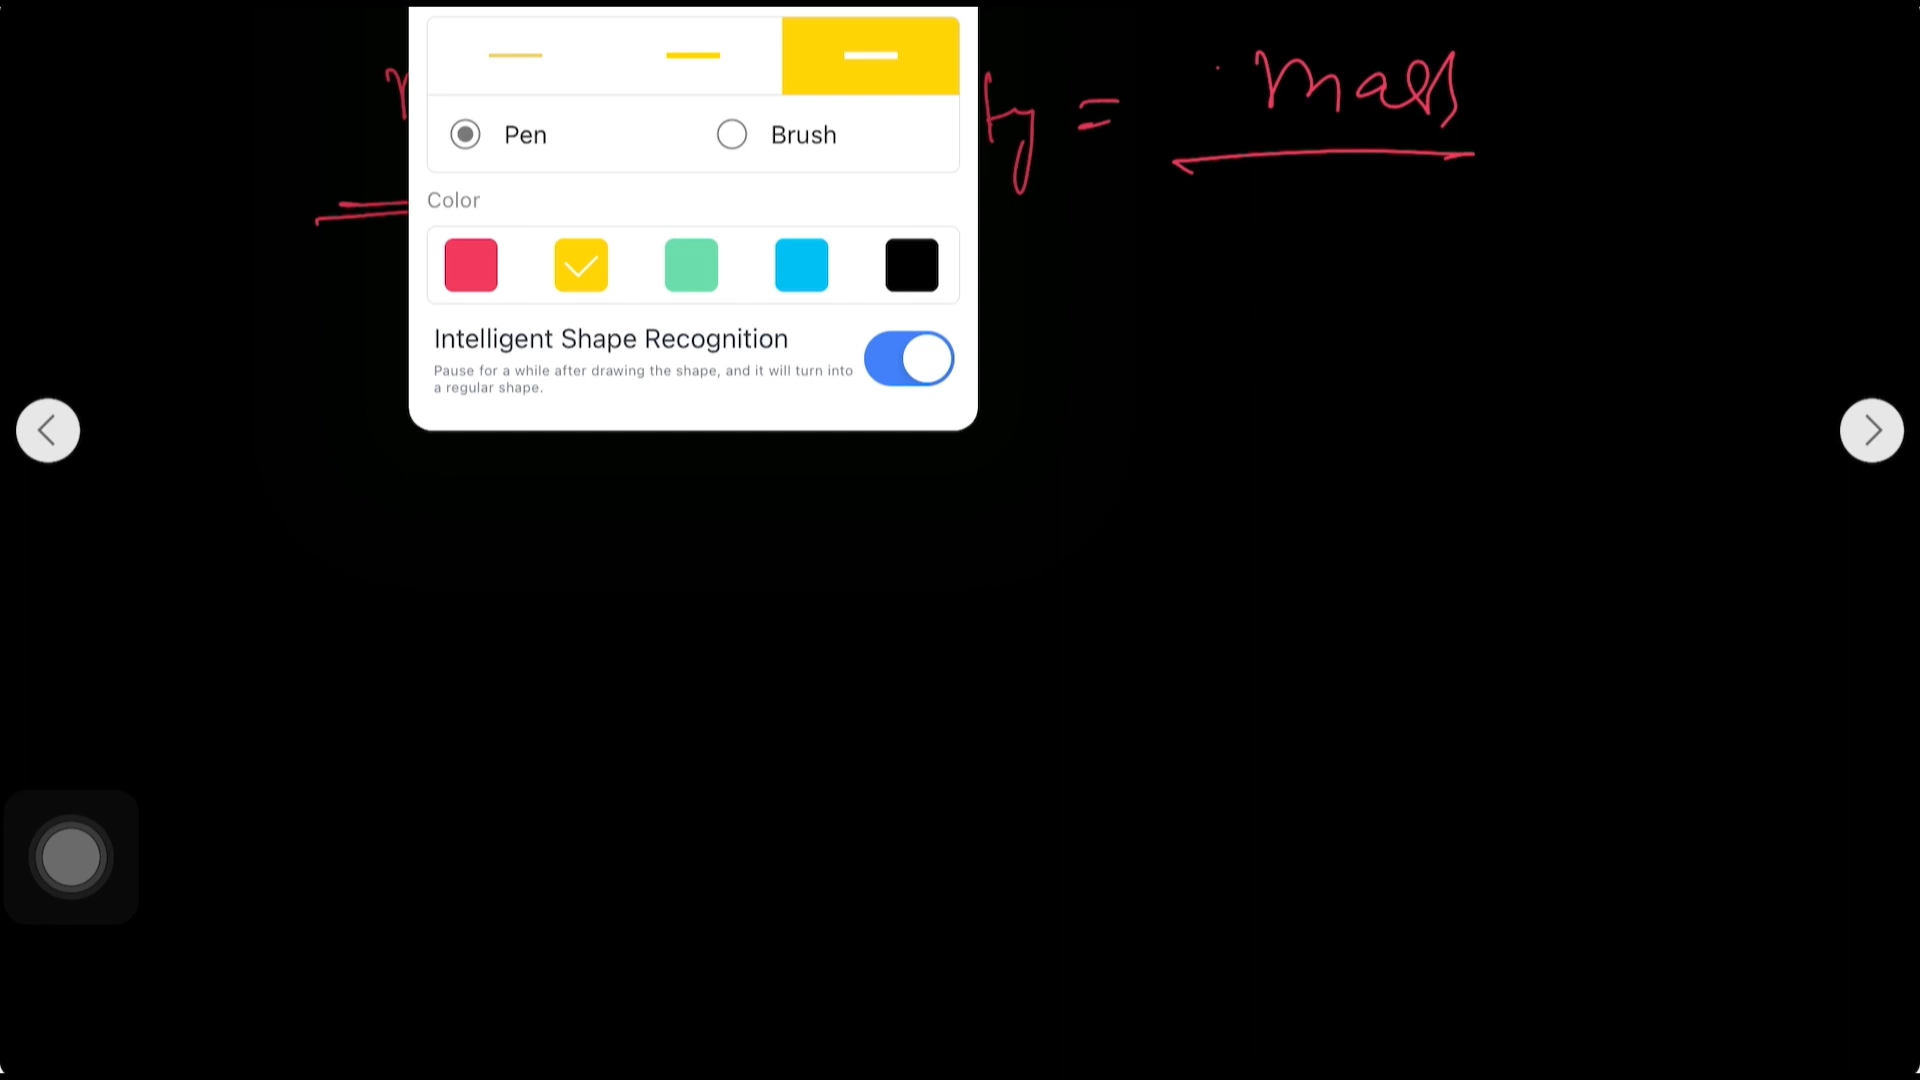 ty = mass
Pen Brush
Color
Intelligent Shape Recognition
Pause for a while after drawing the shape, and it will turn into
a regular shape.